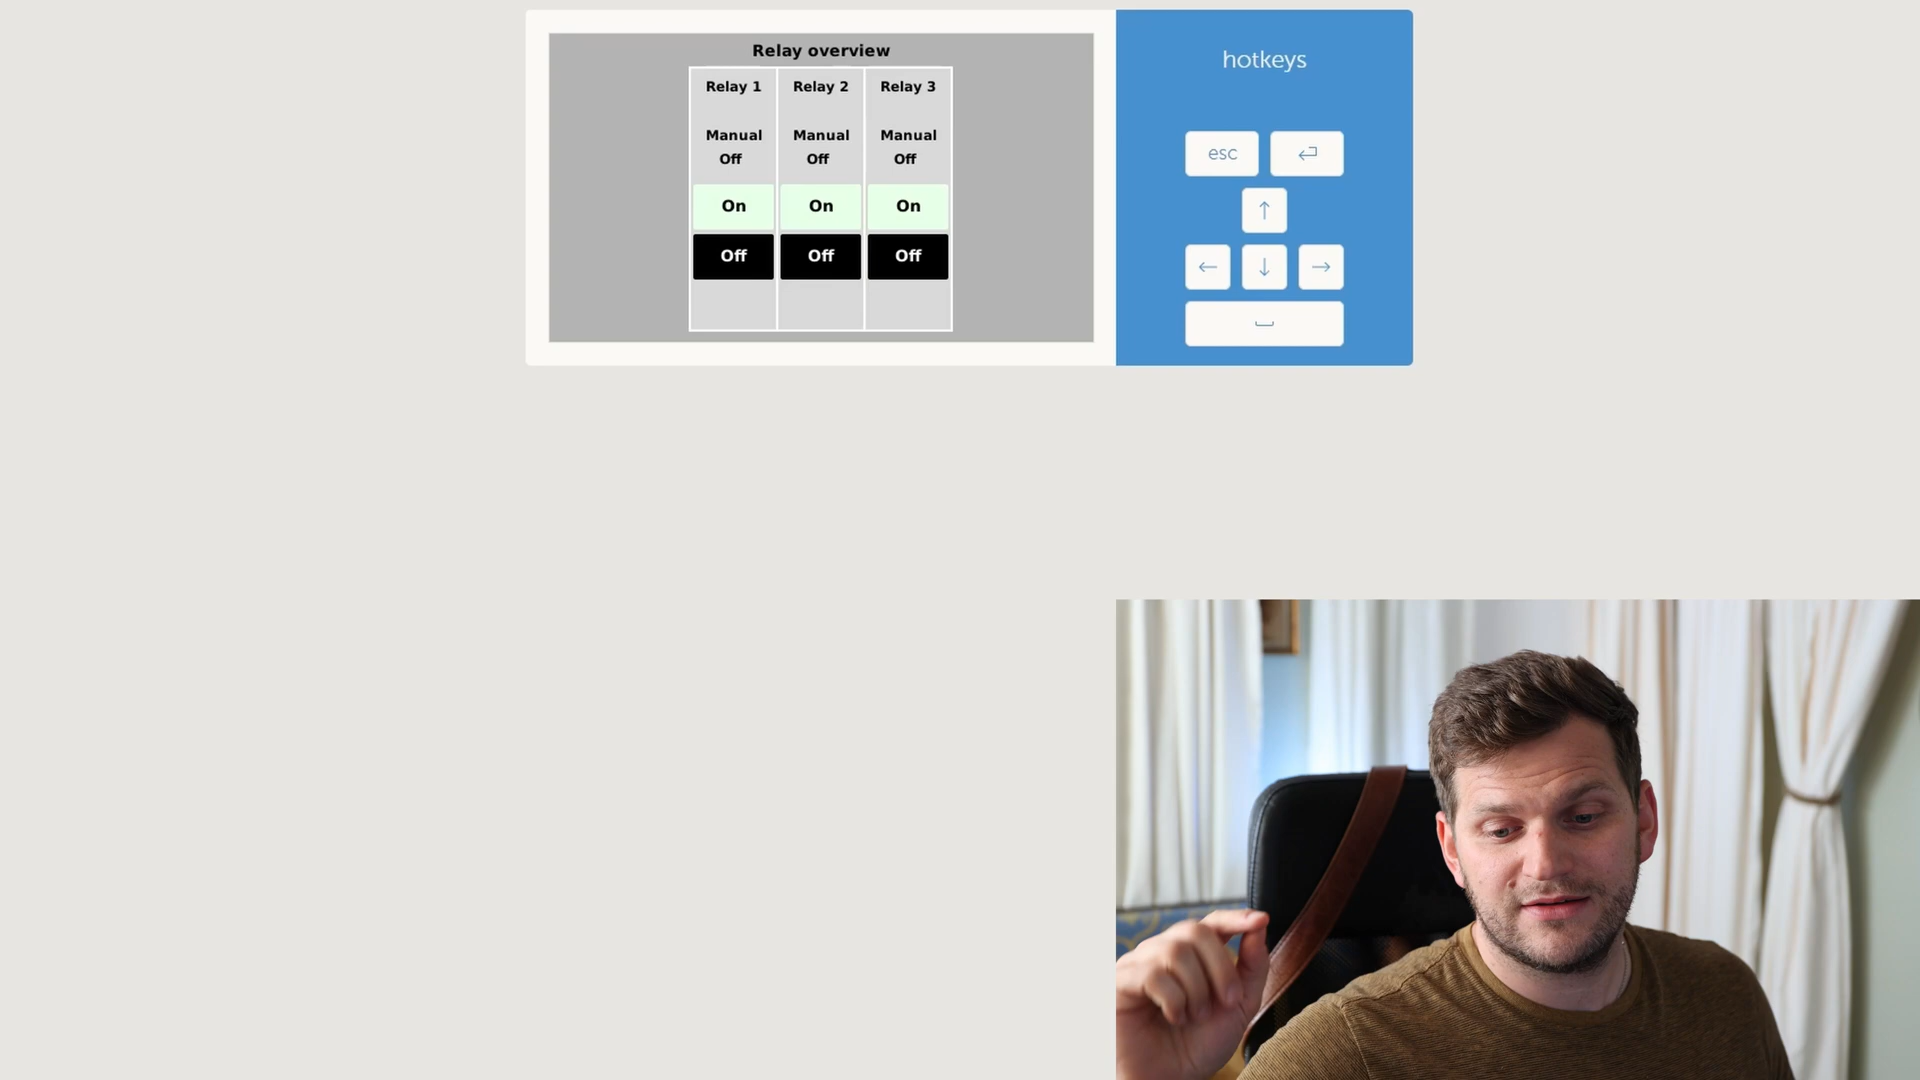 Relay overview
Relay 1 Relay 2 Relay 3
Manual Manual Manual
Off Off Off
On On On
Off Off Off
hotkeys
esc